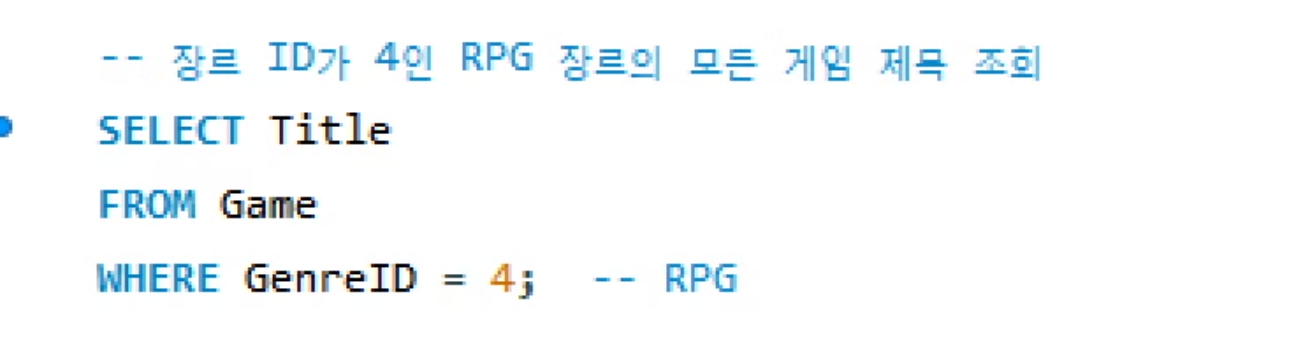 -- 장르 ID가 4인 RPG 장르의 모든 게임 제목 조회
SELECT Title
FROM Game
WHERE GenreID = 4;  -- RPG